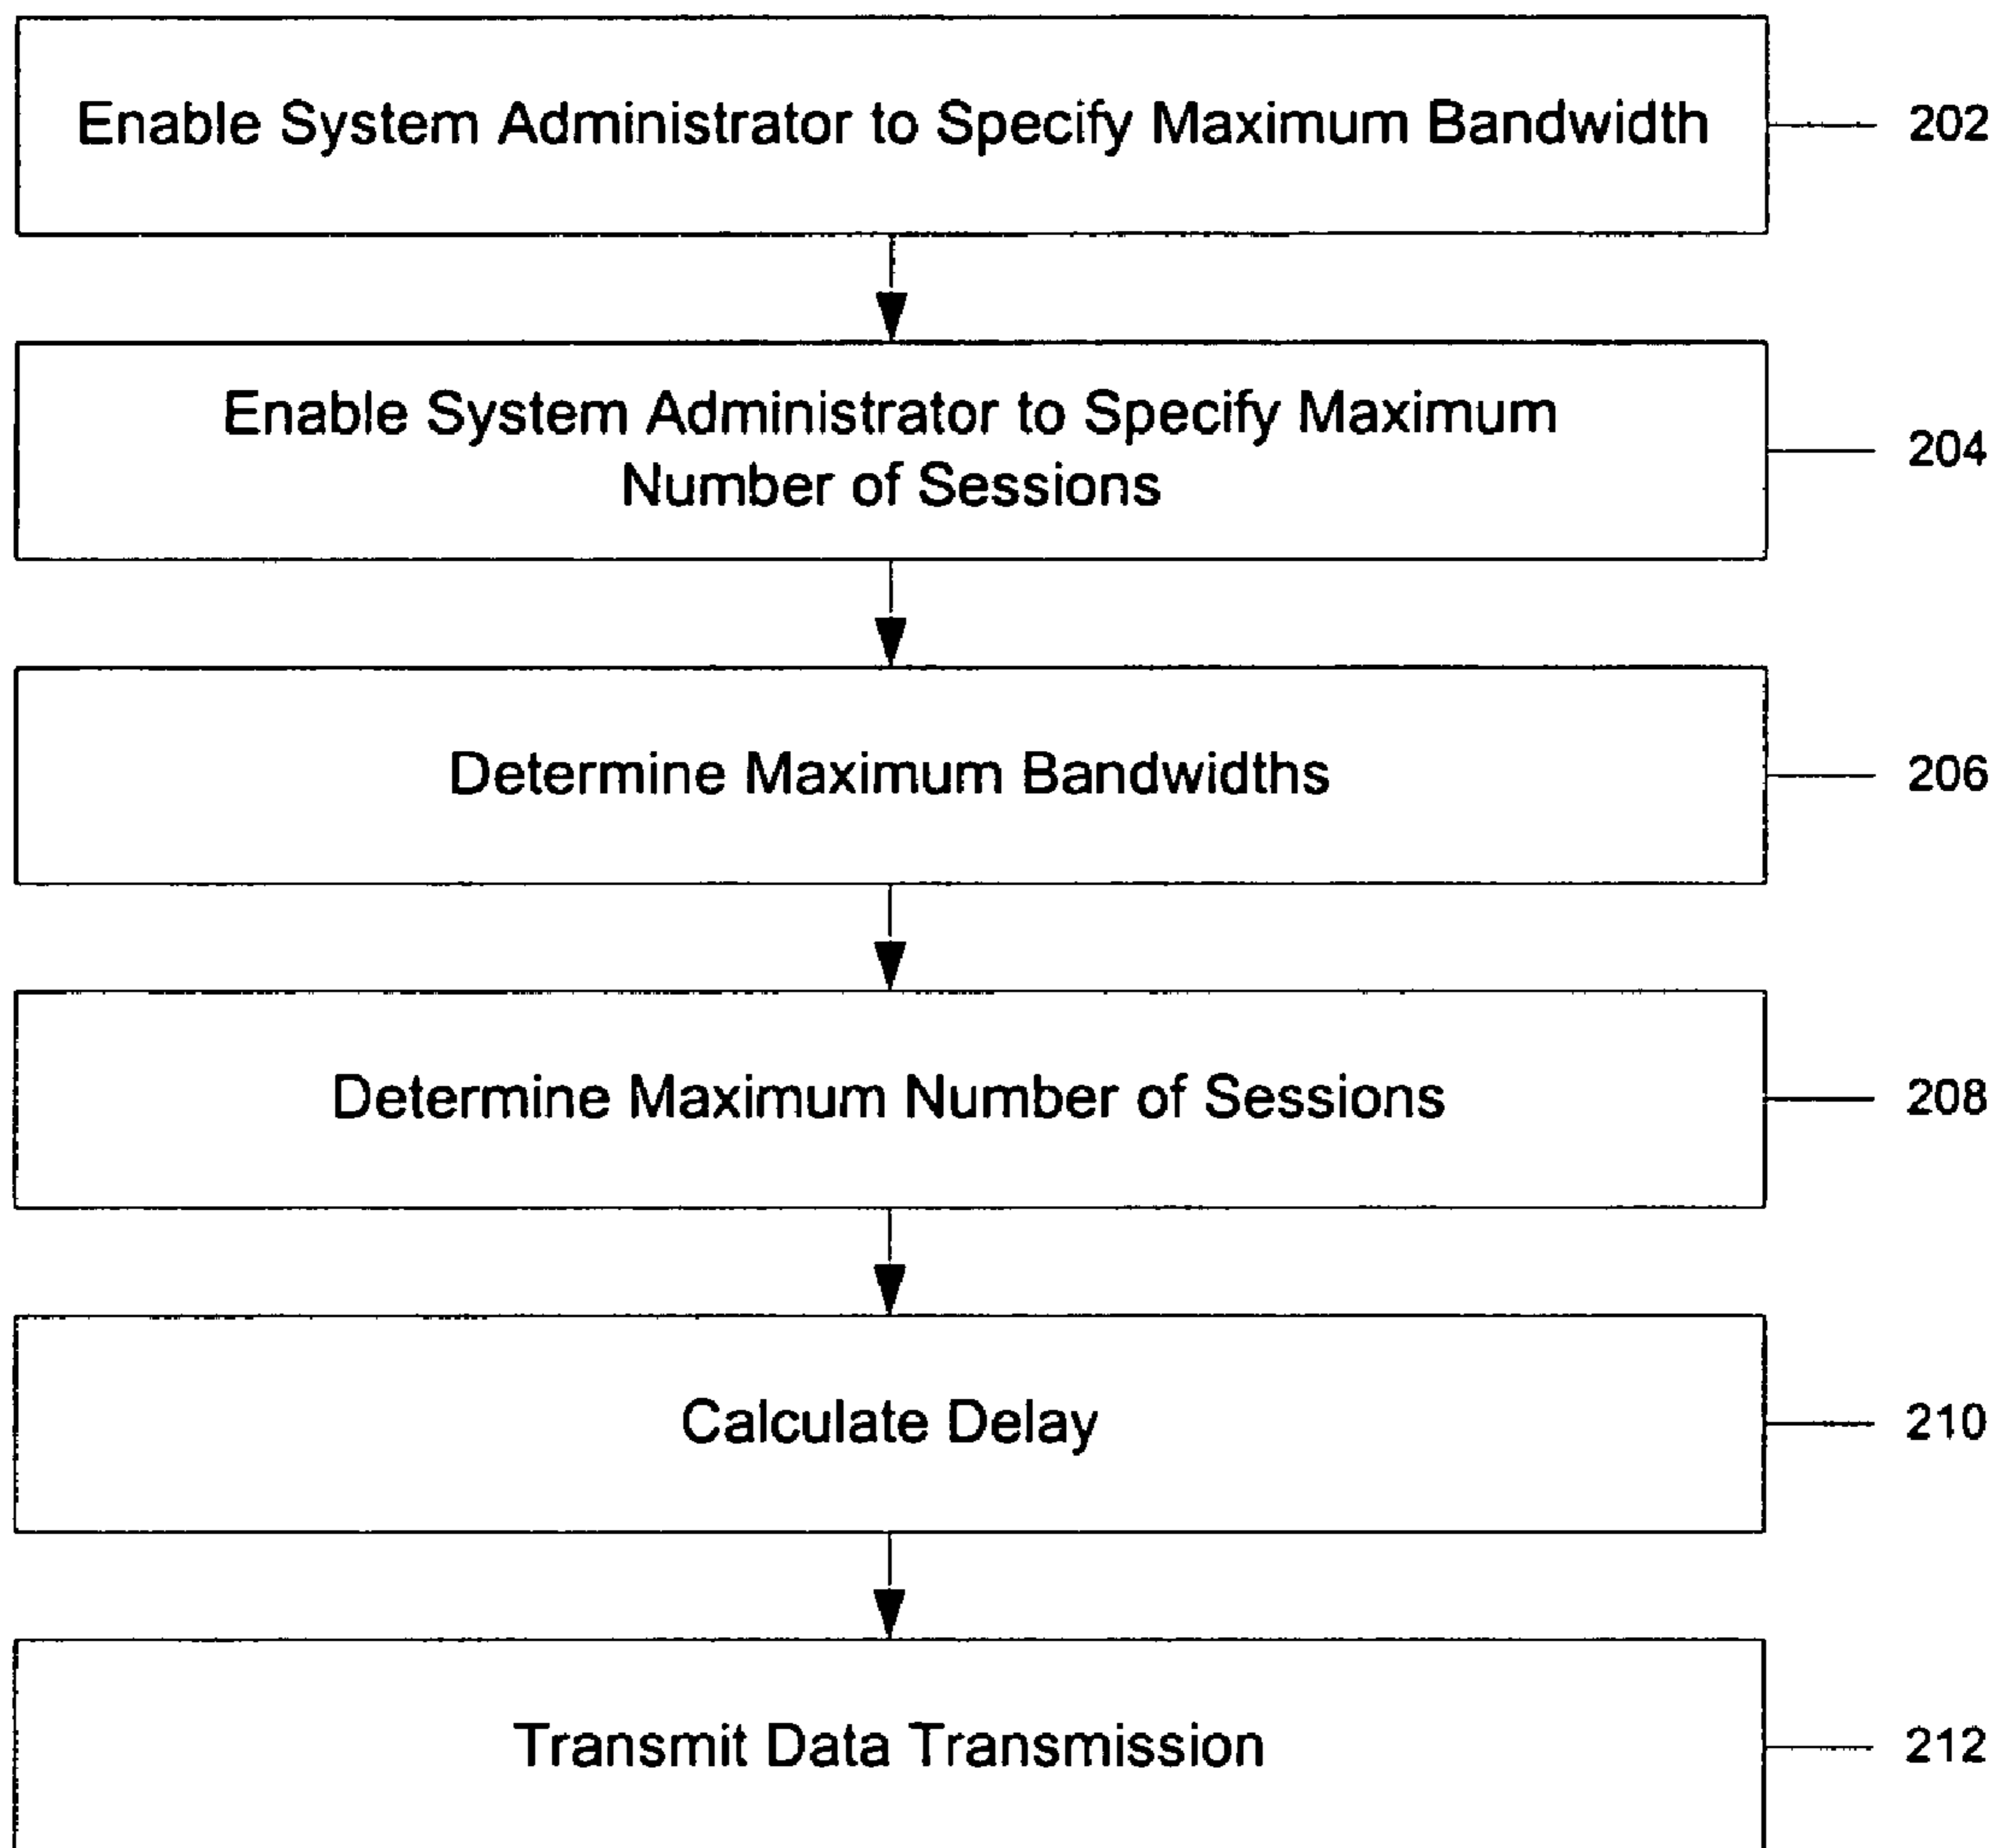 Enable System Administrator to Specify Maximum Bandwidth
202
Enable System Administrator to Specify Maximum
Number of Sessions
204
Determine Maximum Bandwidths
206
Determine Maximum Number of Sessions
208
Calculate Delay
210
Transmit Data Transmission
212